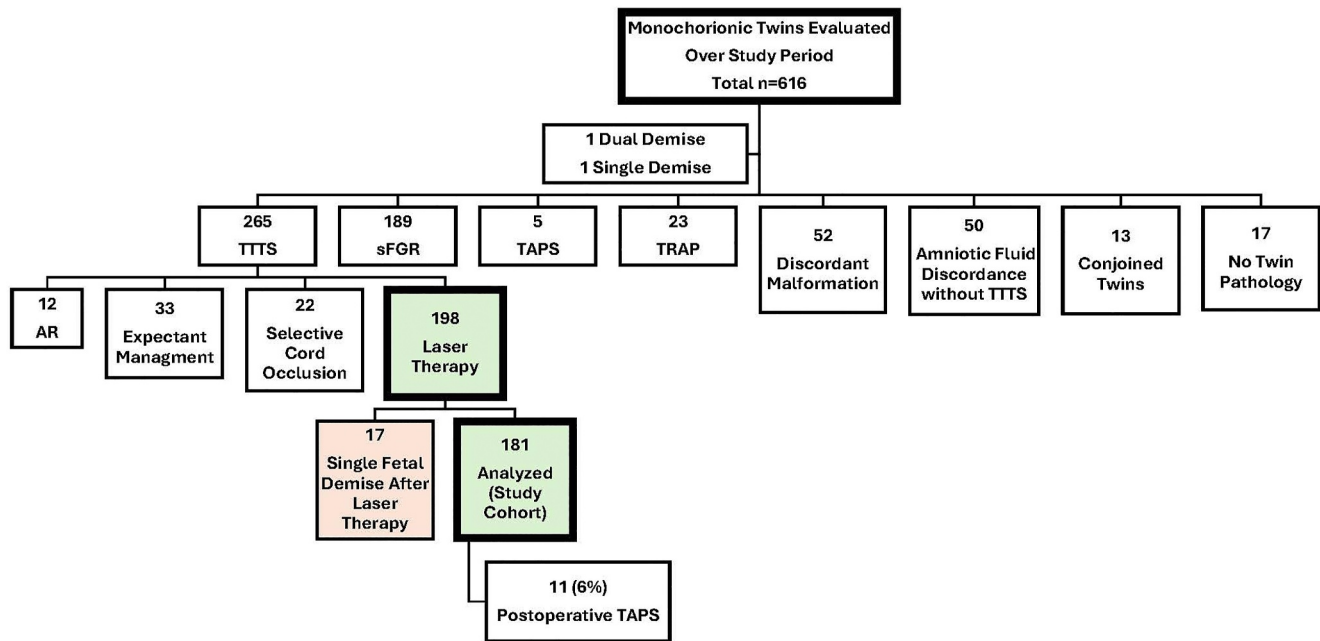 Monochorionic Twins Evaluated
Over Study Period
Total n=616
1 Dual Demise
1 Single Demise
265
TTTS
189
sFGR
5
TAPS
23
TRAP
52
Discordant
Malformation
50
Amniotic Fluid
Discordance
without TTTS
13
Conjoined
Twins
17
No Twin
Pathology
12
AR
33
Expectant
Managment
22
Selective
Cord
Occlusion
198
Laser
Therapy
17
Single Fetal
Demise After
Laser
Therapy
181
Analyzed
(Study
Cohort)
11 (6%)
Postoperative TAPS